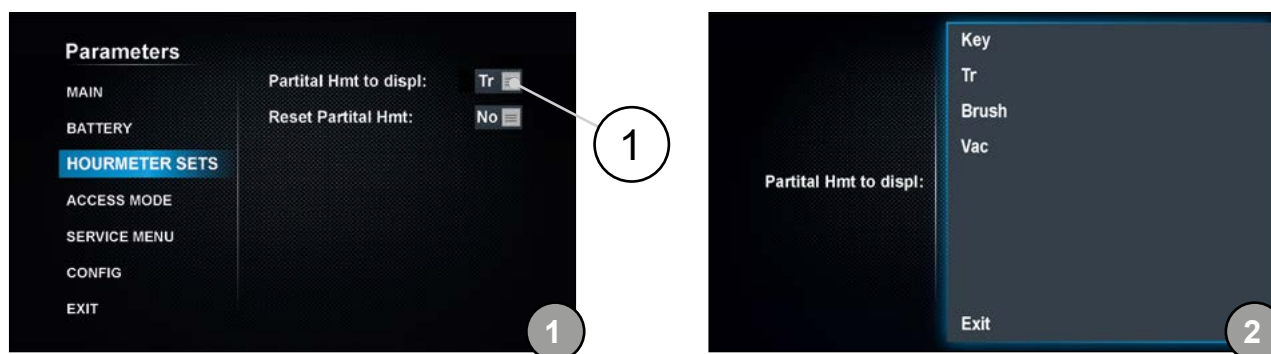 Parameters
MAIN
BATTERY
HOURMETER SETS
ACCESS MODE
SERVICE MENU
CONFIG
EXIT
Partital Hmt to displ:
Tr
Reset Partital Hmt:
No
1
1
Partital Hmt to displ:
Key
Tr
Brush
Vac
Exit
2